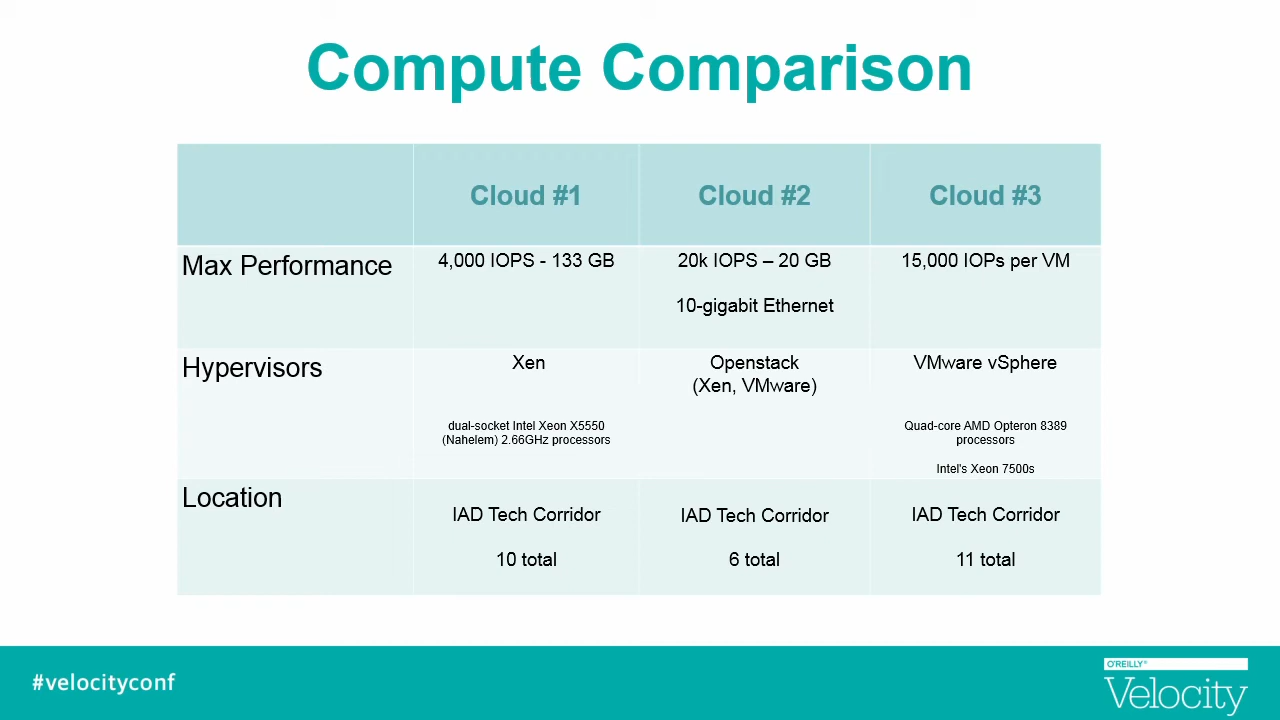 Compute Comparison
Cloud #1
Cloud #2
Cloud #3
Max Performance
4,000 IOPS - 133 GB
20k IOPS – 20 GB
10-gigabit Ethernet
15,000 IOPs per VM
Hypervisors
Xen
dual-socket Intel Xeon X5550
(Nahelem) 2.66GHz processors
Openstack
(Xen, VMware)
VMware vSphere
Quad-core AMD Opteron 8389
processors
Intel's Xeon 7500s
Location
IAD Tech Corridor
10 total
IAD Tech Corridor
6 total
IAD Tech Corridor
11 total
#velocityconf
O'REILLY®
Velocity